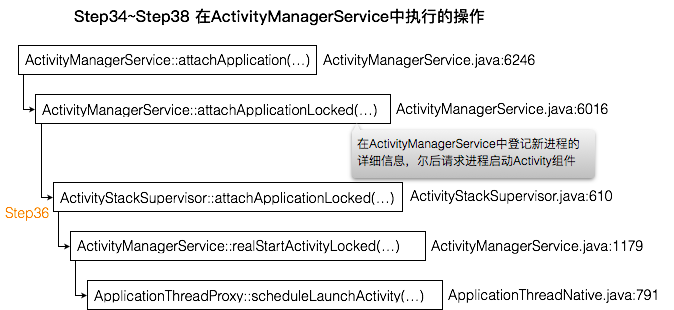 Step34~Step38 在ActivityManagerService中执行的操作
ActivityManagerService::attachApplication(…) ActivityManagerService.java:6246
ActivityManagerService::attachApplicationLocked(…) ActivityManagerService.java:6016
在ActivityManagerService中登记新进程的
详细信息，尔后请求进程启动Activity组件
ActivityStackSupervisor::attachApplicationLocked(…) ActivityStackSupervisor.java:610
Step36
ActivityManagerService::realStartActivityLocked(…) ActivityManagerService.java:1179
ApplicationThreadProxy::scheduleLaunchActivity(…) ApplicationThreadNative.java:791